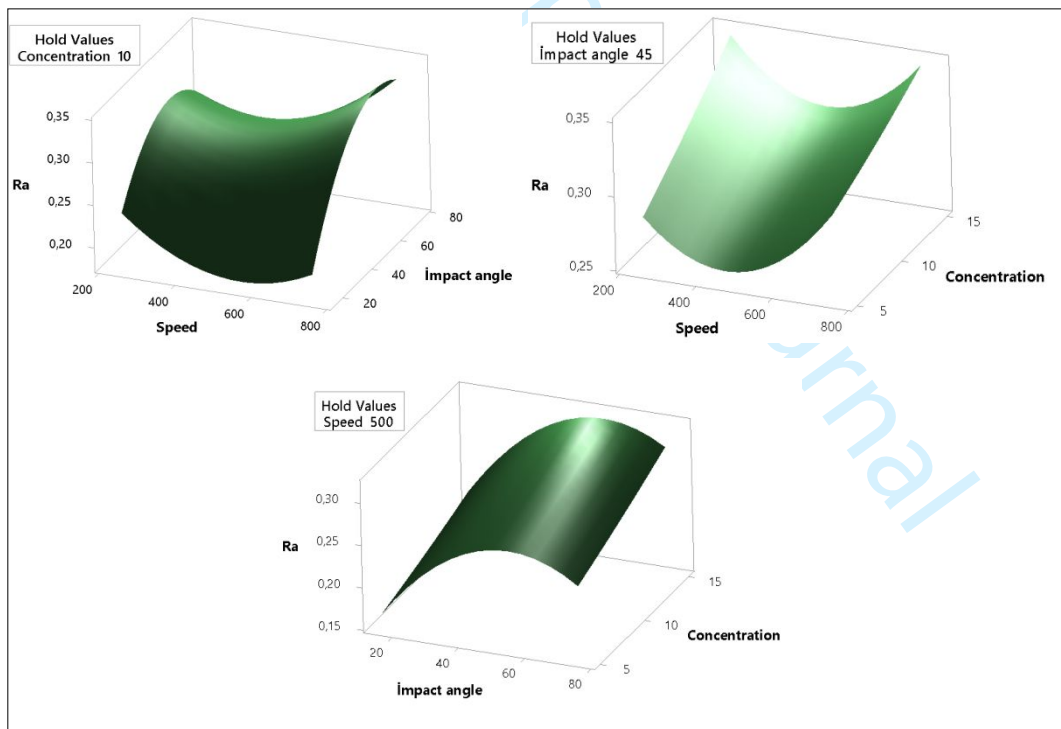 Hold Values
Concentration 10
0,35
0,30
Ra
0,25
0,20
200
400
600
800
Speed
80
60
40
20
İmpact angle
Hold Values
İmpact angle 45
0,35
Ra
0,30
0,25
200
400
600
800
Speed
15
10
5
Concentration
Hold Values
Speed 500
0,30
Ra
0,25
0,20
0,15
20
40
60
80
İmpact angle
15
10
5
Concentration